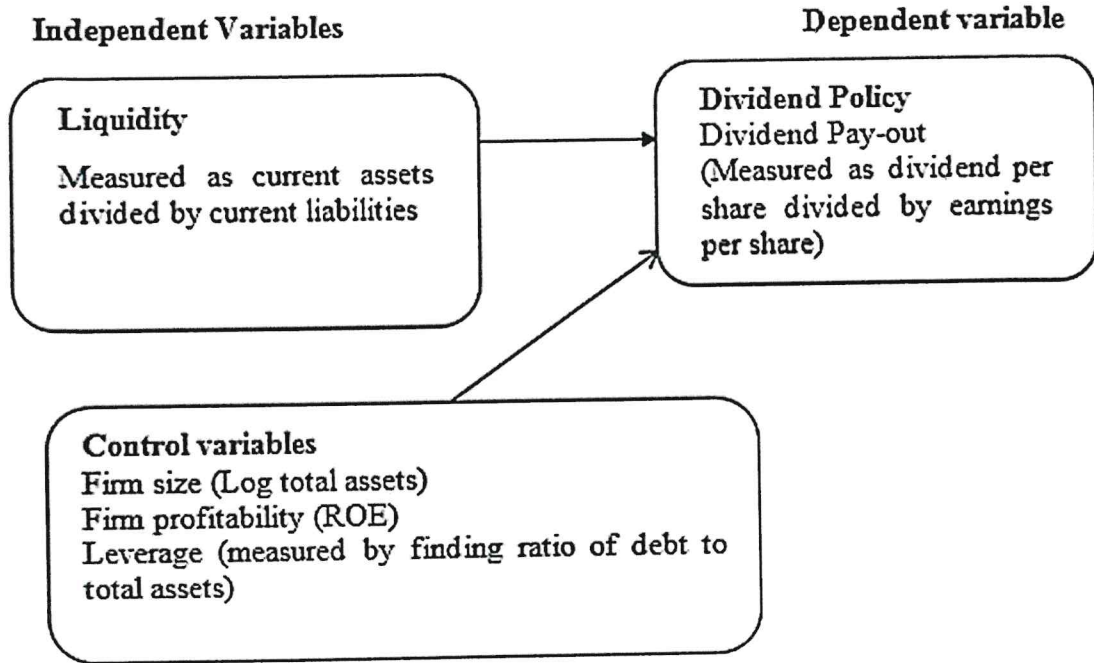 Independent Variables
Dependent variable
Liquidity
Measured as current assets
divided by current liabilities
Dividend Policy
Dividend Pay-out
(Measured as dividend per
share divided by earnings
per share)
Control variables
Firm size (Log total assets)
Firm profitability (ROE)
Leverage (measured by finding ratio of debt to
total assets)